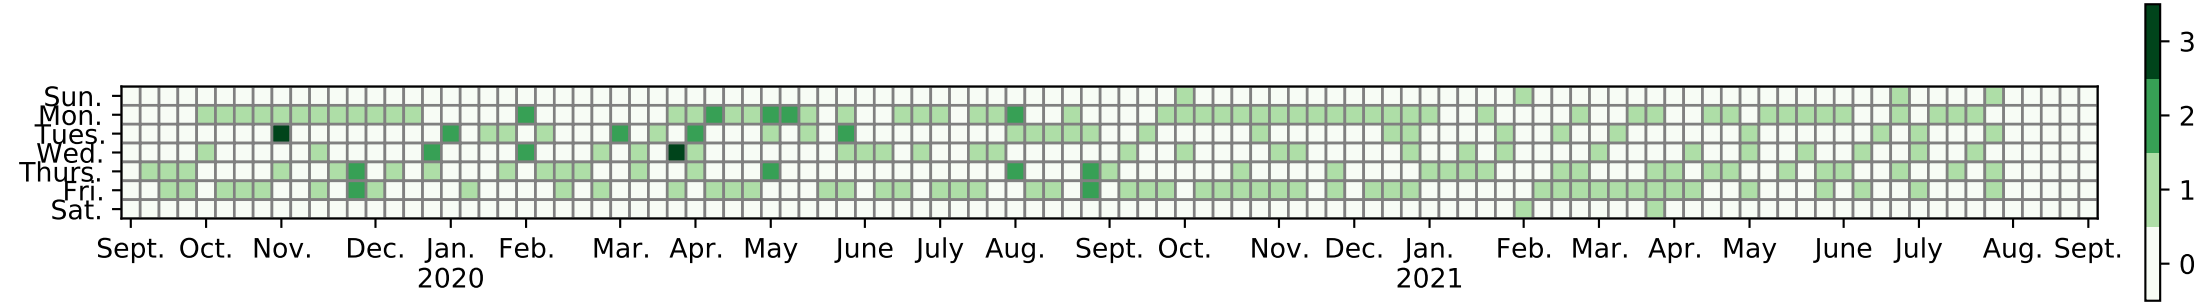 Sun.
Mon.
Tues.
Wed.
Thurs.
Fri.
Sat.
Sept. Oct. Nov. Dec. Jan. Feb. Mar. Apr. May June July Aug. Sept. Oct. Nov. Dec. Jan. Feb. Mar. Apr. May June July Aug. Sept.
2020 2021
3
2
1
0